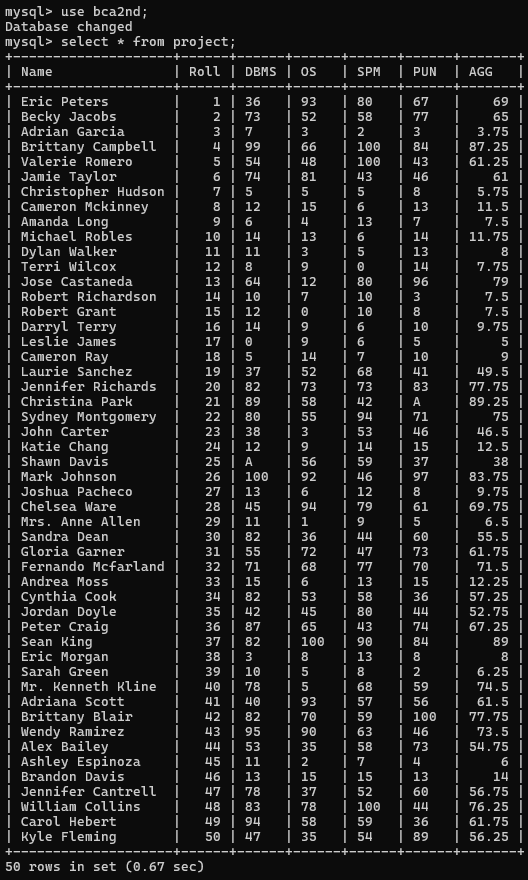 mysql> use bca2nd;
Database changed
mysql> select * from project;
+--------------------+------+------+------+------+------+-------+
| Name               | Roll | DBMS | OS   | SPM  | PUN  | AGG   |
+--------------------+------+------+------+------+------+-------+
| Eric Peters        |    1 | 36   | 93   | 80   | 67   |    69 |
| Becky Jacobs       |    2 | 73   | 52   | 58   | 77   |    65 |
| Adrian Garcia      |    3 | 7    | 3    | 2    | 3    |  3.75 |
| Brittany Campbell  |    4 | 99   | 66   | 100  | 84   | 87.25 |
| Valerie Romero     |    5 | 54   | 48   | 100  | 43   | 61.25 |
| Jamie Taylor       |    6 | 74   | 81   | 43   | 46   |    61 |
| Christopher Hudson |    7 | 5    | 5    | 5    | 8    |  5.75 |
| Cameron Mckinney   |    8 | 12   | 15   | 6    | 13   |  11.5 |
| Amanda Long        |    9 | 6    | 4    | 13   | 7    |   7.5 |
| Michael Robles     |   10 | 14   | 13   | 6    | 14   | 11.75 |
| Dylan Walker       |   11 | 11   | 3    | 5    | 13   |     8 |
| Terri Wilcox       |   12 | 8    | 9    | 0    | 14   |  7.75 |
| Jose Castaneda     |   13 | 64   | 12   | 80   | 96   |    79 |
| Robert Richardson  |   14 | 10   | 7    | 10   | 3    |   7.5 |
| Robert Grant       |   15 | 12   | 0    | 10   | 8    |   7.5 |
| Darryl Terry       |   16 | 14   | 9    | 6    | 10   |  9.75 |
| Leslie James       |   17 | 0    | 9    | 6    | 5    |     5 |
| Cameron Ray        |   18 | 5    | 14   | 7    | 10   |     9 |
| Laurie Sanchez     |   19 | 37   | 52   | 68   | 41   |  49.5 |
| Jennifer Richards  |   20 | 82   | 73   | 73   | 83   | 77.75 |
| Christina Park     |   21 | 89   | 58   | 42   | A    | 89.25 |
| Sydney Montgomery  |   22 | 80   | 55   | 94   | 71   |    75 |
| John Carter        |   23 | 38   | 3    | 53   | 46   |  46.5 |
| Katie Chang        |   24 | 12   | 9    | 14   | 15   |  12.5 |
| Shawn Davis        |   25 | A    | 56   | 59   | 37   |    38 |
| Mark Johnson       |   26 | 100  | 92   | 46   | 97   | 83.75 |
| Joshua Pacheco     |   27 | 13   | 6    | 12   | 8    |  9.75 |
| Chelsea Ware       |   28 | 45   | 94   | 79   | 61   | 69.75 |
| Mrs. Anne Allen    |   29 | 11   | 1    | 9    | 5    |   6.5 |
| Sandra Dean        |   30 | 82   | 36   | 44   | 60   |  55.5 |
| Gloria Garner      |   31 | 55   | 72   | 47   | 73   | 61.75 |
| Fernando Mcfarland |   32 | 71   | 68   | 77   | 70   |  71.5 |
| Andrea Moss        |   33 | 15   | 6    | 13   | 15   | 12.25 |
| Cynthia Cook       |   34 | 82   | 53   | 58   | 36   | 57.25 |
| Jordan Doyle       |   35 | 42   | 45   | 80   | 44   | 52.75 |
| Peter Craig        |   36 | 87   | 65   | 43   | 74   | 67.25 |
| Sean King          |   37 | 82   | 100  | 90   | 84   |    89 |
| Eric Morgan        |   38 | 3    | 8    | 13   | 8    |     8 |
| Sarah Green        |   39 | 10   | 5    | 8    | 2    |  6.25 |
| Mr. Kenneth Kline  |   40 | 78   | 5    | 68   | 59   |  74.5 |
| Adriana Scott      |   41 | 40   | 93   | 57   | 56   |  61.5 |
| Brittany Blair     |   42 | 82   | 70   | 59   | 100  | 77.75 |
| Wendy Ramirez      |   43 | 95   | 90   | 63   | 46   |  73.5 |
| Alex Bailey        |   44 | 53   | 35   | 58   | 73   | 54.75 |
| Ashley Espinoza    |   45 | 11   | 2    | 7    | 4    |     6 |
| Brandon Davis      |   46 | 13   | 15   | 15   | 13   |    14 |
| Jennifer Cantrell  |   47 | 78   | 37   | 52   | 60   | 56.75 |
| William Collins    |   48 | 83   | 78   | 100  | 44   | 76.25 |
| Carol Hebert       |   49 | 94   | 58   | 59   | 36   | 61.75 |
| Kyle Fleming       |   50 | 47   | 35   | 54   | 89   | 56.25 |
+--------------------+------+------+------+------+------+-------+
50 rows in set (0.67 sec)